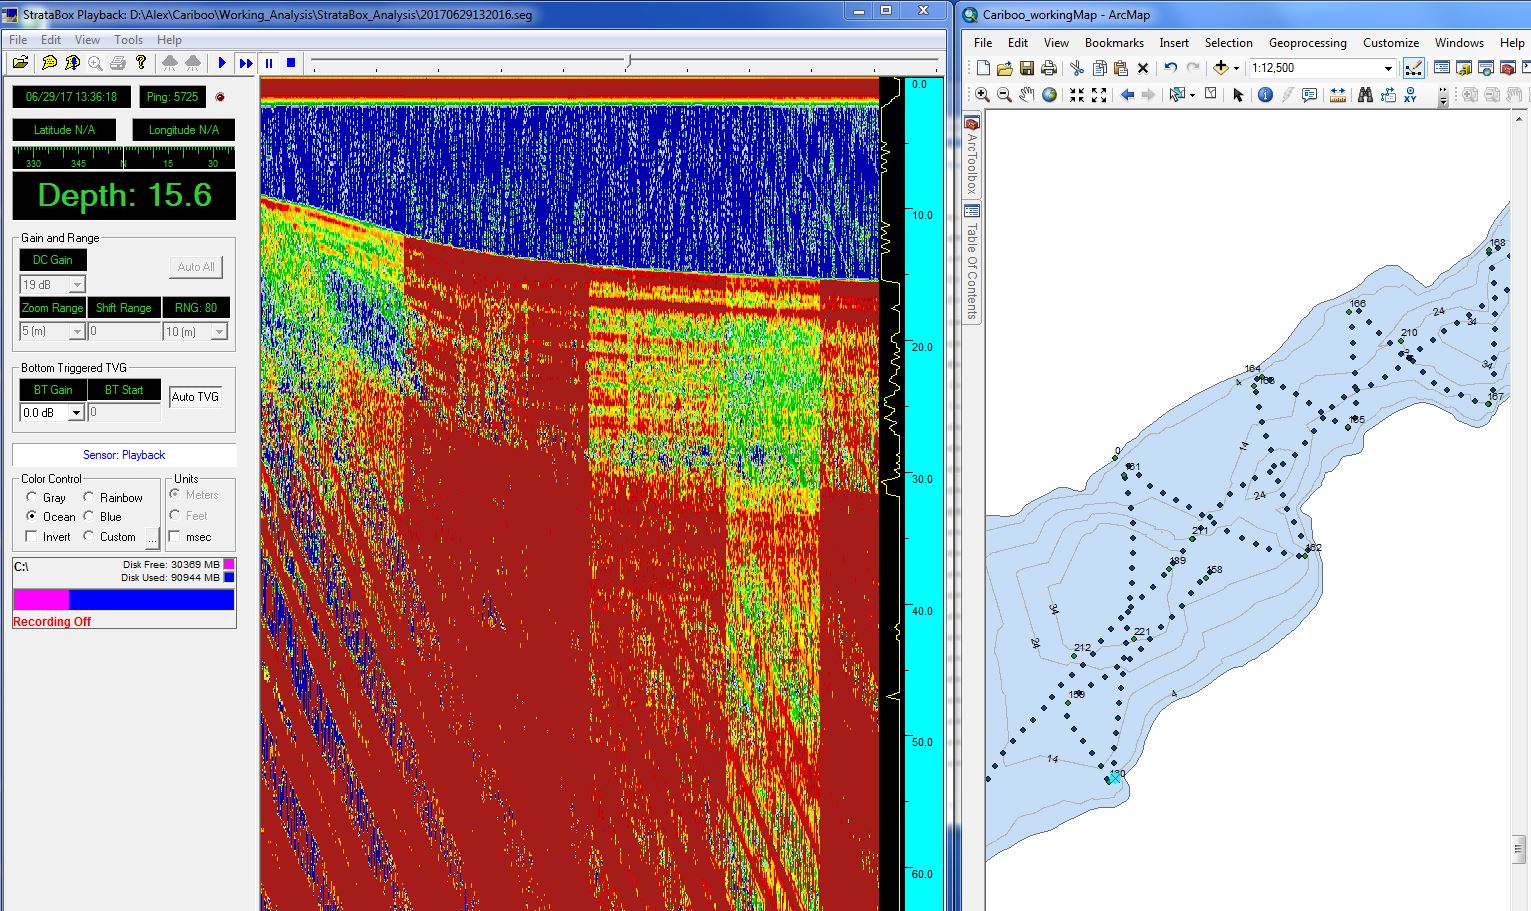 StrataBox Playback: D:\Alex\Cariboo\Working_Analysis\StrataBox_Analysis\20170629132016.seg
File Edit View Tools Help
06/29/17 13:36:18 Ping: 5725
Latitude N/A Longitude N/A
330 345 N 15 30
Depth: 15.6
Gain and Range
DC Gain
Auto All
19 dB
Zoom Range Shift Range RNG: 80
5 (m) 0 10 (m)
Bottom Triggered TVG
BT Gain BT Start
Auto TVG
0.0 dB 0
Sensor: Playback
Color Control Units
Gray Rainbow Meters
Ocean Blue Feet
Invert Custom ... msec
C:\ Disk Free: 30369 MB
Disk Used: 90944 MB
Recording Off
0.0
10.0
20.0
30.0
40.0
50.0
60.0
Cariboo_workingMap - ArcMap
File Edit View Bookmarks Insert Selection Geoprocessing Customize Windows Help
1:12,500
XY
ArcToolbox
Table Of Contents
168
166
24
34
210
34
164
4
167
165
14
0
161
24
211
162
189
158
34
24
221
212
159
4
14